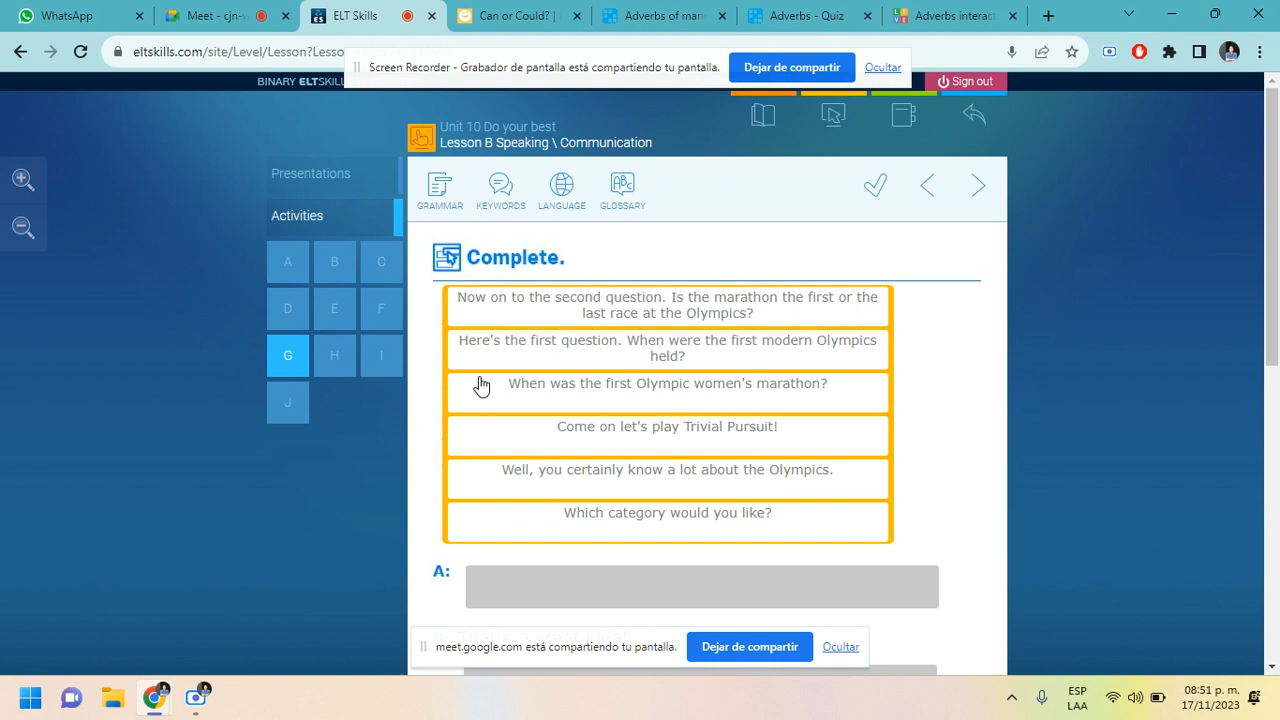 WhatsApp
Meet - cjn-w
ELT Skills
Can or Could? |
Adverbs of man
Adverbs - Quiz
Adverbs interac
eltskills.com/site/Level/Lesson?Lesso
Screen Recorder - Grabador de pantalla está compartiendo tu pantalla.
Dejar de compartir
Ocultar
BINARY ELTSKILL
Sign out
Unit 10 Do your best
Lesson B Speaking \ Communication
Presentations
Activities
A
B
C
D
E
F
G
H
I
J
GRAMMAR
KEYWORDS
LANGUAGE
ABC
GLOSSARY
Complete.
Now on to the second question. Is the marathon the first or the
last race at the Olympics?
Here's the first question. When were the first modern Olympics
held?
When was the first Olympic women's marathon?
Come on let's play Trivial Pursuit!
Well, you certainly know a lot about the Olympics.
Which category would you like?
A:
meet.google.com está compartiendo tu pantalla.
Dejar de compartir
Ocultar
ESP
LAA
08:51 p. m.
17/11/2023